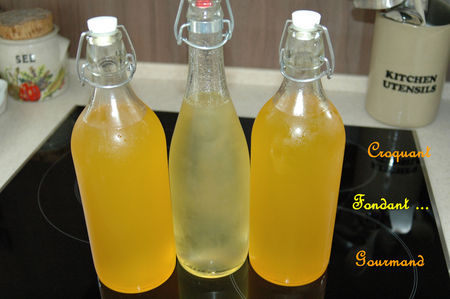 SEL
KITCHEN
UTENSILS
Croquant
Fondant ...
Gourmand